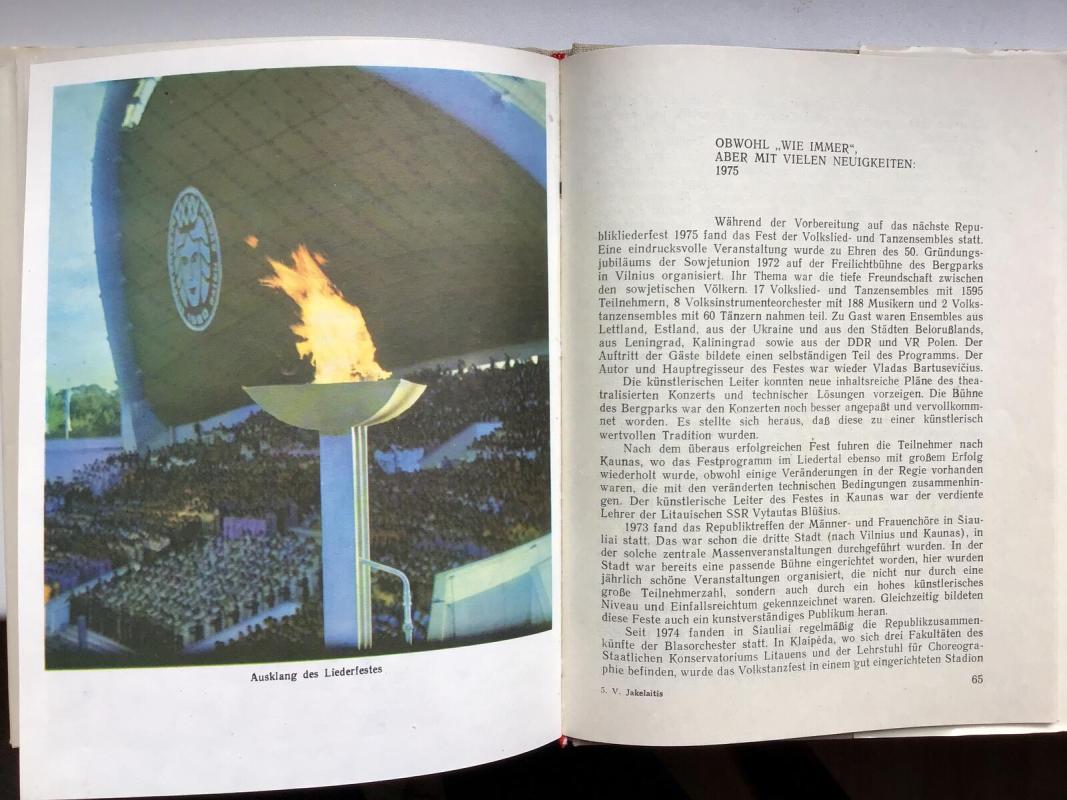 1980
Ausklang des Liederfestes
OBWOHL „WIE IMMER“,
ABER MIT VIELEN NEUIGKEITEN:
1975
Während der Vorbereitung auf das nächste Repu-
blikliederfest 1975 fand das Fest der Volkslied- und Tanzensembles statt.
Eine eindrucksvolle Veranstaltung wurde zu Ehren des 50. Gründungs-
jubiläums der Sowjetunion 1972 auf der Freilichtbühne des Bergparks
in Vilnius organisiert. Ihr Thema war die tiefe Freundschaft zwischen
den sowjetischen Völkern. 17 Volkslied- und Tanzensembles mit 1595
Teilnehmern, 8 Volksinstrumenteorchester mit 188 Musikern und 2 Volks-
tanzensembles mit 60 Tänzern nahmen teil. Zu Gast waren Ensembles aus
Lettland, Estland, aus der Ukraine und aus den Städten Belorußlands,
aus Leningrad, Kaliningrad sowie aus der DDR und VR Polen. Der
Auftritt der Gäste bildete einen selbständigen Teil des Programms. Der
Autor und Hauptregisseur des Festes war wieder Vladas Bartusevičius.
Die künstlerischen Leiter konnten neue inhaltsreiche Pläne des thea-
tralisierten Konzerts und technischer Lösungen vorzeigen. Die Bühne
des Bergparks war den Konzerten noch besser angepaßt und vervollkomm-
net worden. Es stellte sich heraus, daß diese zu einer künstlerisch
wertvollen Tradition wurden.
Nach dem überaus erfolgreichen Fest fuhren die Teilnehmer nach
Kaunas, wo das Festprogramm im Liedertal ebenso mit großem Erfolg
wiederholt wurde, obwohl einige Veränderungen in der Regie vorhanden
waren, die mit den veränderten technischen Bedingungen zusammenhin-
gen. Der künstlerische Leiter des Festes in Kaunas war der verdiente
Lehrer der Litauischen SSR Vytautas Blūšius.
1973 fand das Republiktreffen der Männer- und Frauenchöre in Šiau-
liai statt. Das war schon die dritte Stadt (nach Vilnius und Kaunas), in
der solche zentrale Massenveranstaltungen durchgeführt wurden. In der
Stadt war bereits eine passende Bühne eingerichtet worden, hier wurden
jährlich schöne Veranstaltungen organisiert, die nicht nur durch eine
große Teilnehmerzahl, sondern auch durch ein hohes künstlerisches
Niveau und Einfallsreichtum gekennzeichnet waren. Gleichzeitig bildeten
diese Feste auch ein kunstverständiges Publikum heran.
Seit 1974 fanden in Šiauliai regelmäßig die Republikzusammen-
künfte der Blasorchester statt. In Klaipėda, wo sich drei Fakultäten des
Staatlichen Konservatoriums Litauens und der Lehrstuhl für Choreogra-
phie befinden, wurde das Volkstanzfest in einem gut eingerichteten Stadion
65
5. V. Jakelaitis